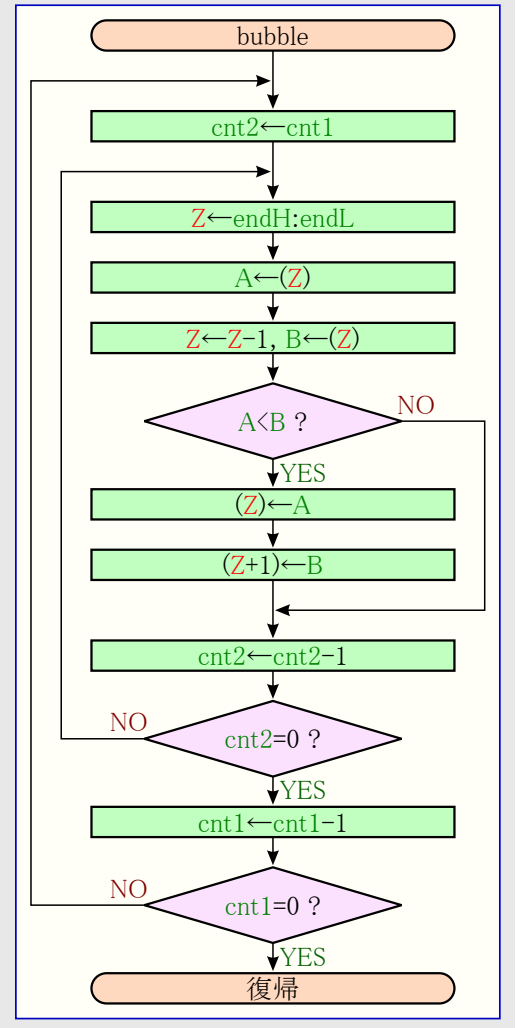 bubble
cnt2←cnt1
Z←endH:endL
A←(Z)
Z←Z-1, B←(Z)
A<B ?
NO
YES
(Z)←A
(Z+1)←B
cnt2←cnt2-1
NO
cnt2=0 ?
YES
cnt1←cnt1-1
NO
cnt1=0 ?
YES
復帰